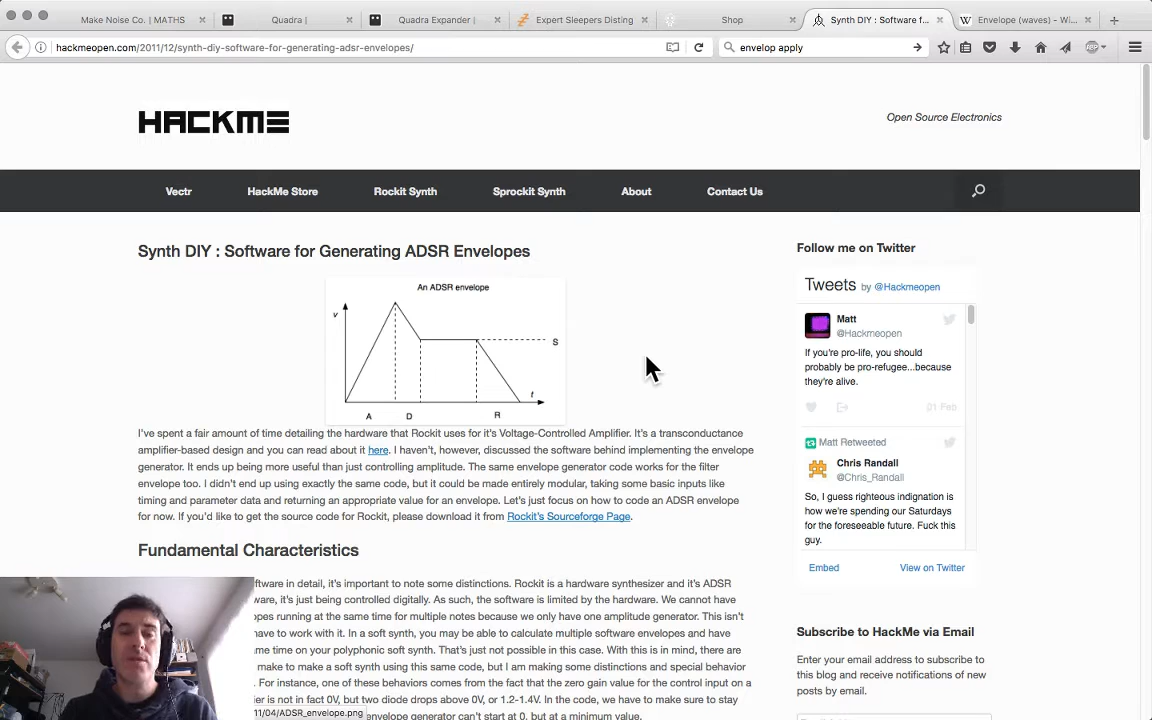 Make Noise Co. | MATHS
Quadra |
Quadra Expander |
Expert Sleepers Disting
Shop
Synth DIY : Software f...
Envelope (waves) - Wi...
hackmeopen.com/2011/12/synth-diy-software-for-generating-adsr-envelopes/
envelop apply
ABP
HACKME
Open Source Electronics
Vectr
HackMe Store
Rockit Synth
Sprockit Synth
About
Contact Us
Synth DIY : Software for Generating ADSR Envelopes
An ADSR envelope
v
S
t
A
D
R
I've spent a fair amount of time detailing the hardware that Rockit uses for it's Voltage-Controlled Amplifier. It's a transconductance
amplifier-based design and you can read about it here. I haven't, however, discussed the software behind implementing the envelope
generator. It ends up being more useful than just controlling amplitude. The same envelope generator code works for the filter
envelope too. I didn't end up using exactly the same code, but it could be made entirely modular, taking some basic inputs like
timing and parameter data and returning an appropriate value for an envelope. Let's just focus on how to code an ADSR envelope
for now. If you'd like to get the source code for Rockit, please download it from Rockit's Sourceforge Page.
Fundamental Characteristics
ftware in detail, it's important to note some distinctions. Rockit is a hardware synthesizer and it's ADSR
ware, it's just being controlled digitally. As such, the software is limited by the hardware. We cannot have
opes running at the same time for multiple notes because we only have one amplitude generator. This isn't
have to work with it. In a soft synth, you may be able to calculate multiple software envelopes and have
me time on your polyphonic soft synth. That's just not possible in this case. With this in mind, there are
make to make a soft synth using this same code, but I am making some distinctions and special behavior
. For instance, one of these behaviors comes from the fact that the zero gain value for the control input on a
ier is not in fact 0V, but two diode drops above 0V, or 1.2-1.4V. In the code, we have to make sure to stay
envelope generator can't start at 0, but at a minimum value.
11/04/ADSR_envelope.png
Follow me on Twitter
Tweets by @Hackmeopen
Matt
@Hackmeopen
If you're pro-life, you should
probably be pro-refugee...because
they're alive.
01 Feb
Matt Retweeted
Chris Randall
@Chris_Randall
So, I guess righteous indignation is
how we're spending our Saturdays
for the foreseeable future. Fuck this
guy.
Embed
View on Twitter
Subscribe to HackMe via Email
Enter your email address to subscribe to
this blog and receive notifications of new
posts by email.